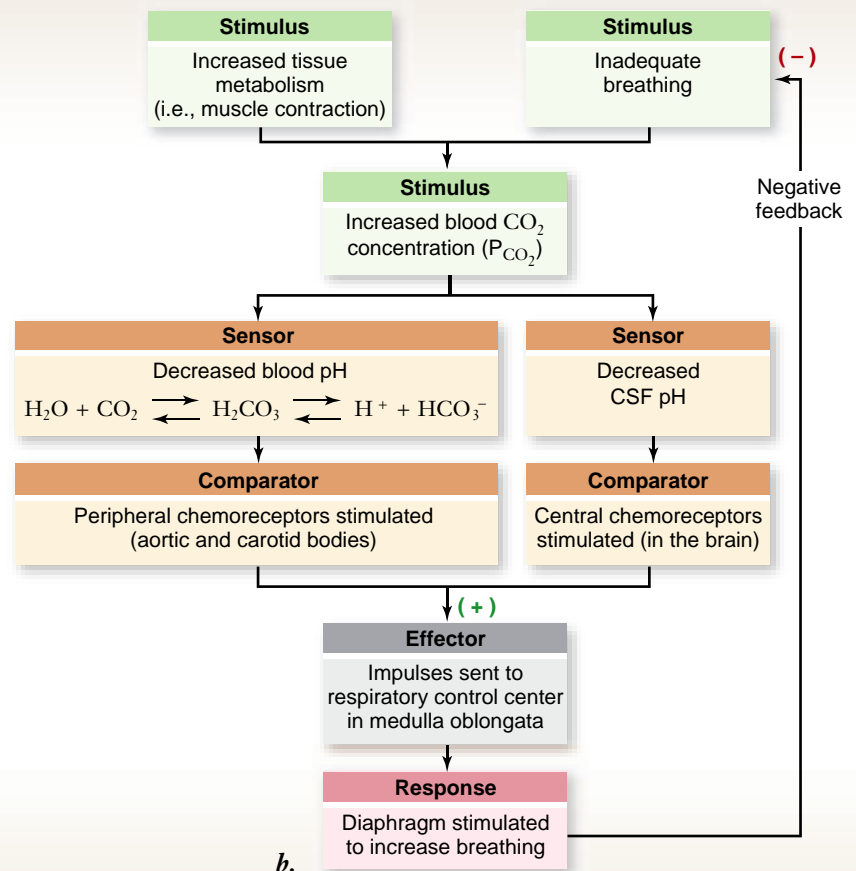 Stimulus
Increased tissue
metabolism
(i.e., muscle contraction)
Stimulus
Inadequate
breathing
(−)
Negative
feedback
Stimulus
Increased blood CO₂
concentration (P_CO₂)
Sensor
Decreased blood pH
H₂O + CO₂ ⇄ H₂CO₃ ⇄ H⁺ + HCO₃⁻
Sensor
Decreased
CSF pH
Comparator
Peripheral chemoreceptors stimulated
(aortic and carotid bodies)
Comparator
Central chemoreceptors
stimulated (in the brain)
(+)
Effector
Impulses sent to
respiratory control center
in medulla oblongata
Response
Diaphragm stimulated
to increase breathing
b.